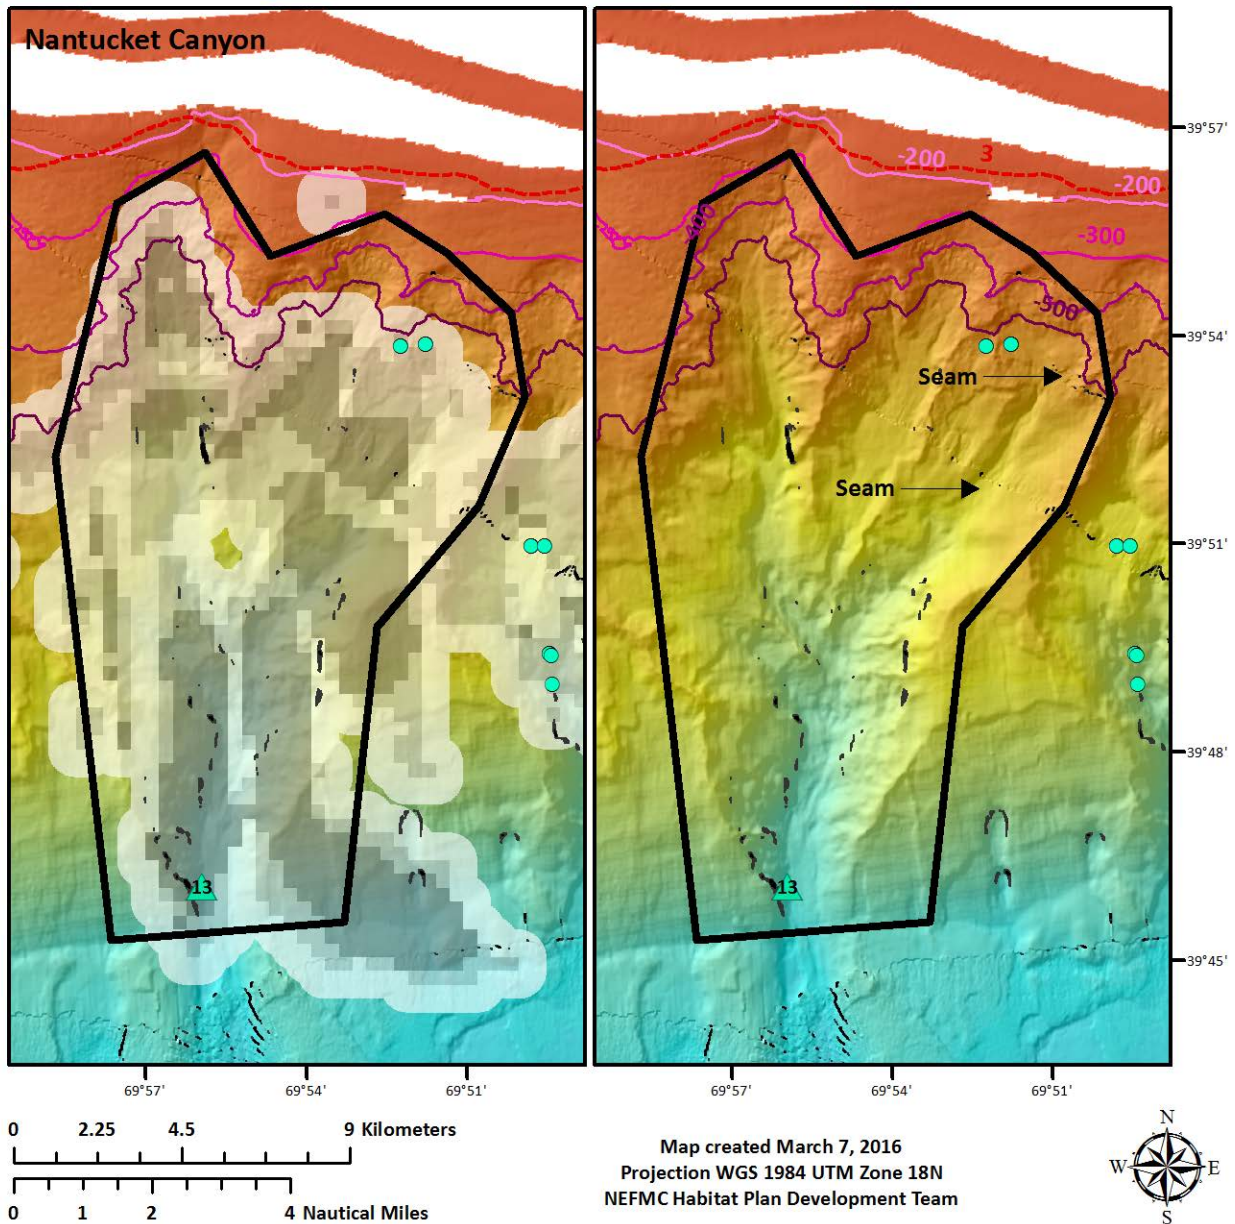 Nantucket Canyon
-200
3
-200
-400
-300
-500
Seam
Seam
13
13
39°57'
39°54'
39°51'
39°48'
39°45'
69°57'
69°54'
69°51'
69°57'
69°54'
69°51'
0 2.25 4.5 9 Kilometers
0 1 2 4 Nautical Miles
Map created March 7, 2016
Projection WGS 1984 UTM Zone 18N
NEFMC Habitat Plan Development Team
N
W E
S